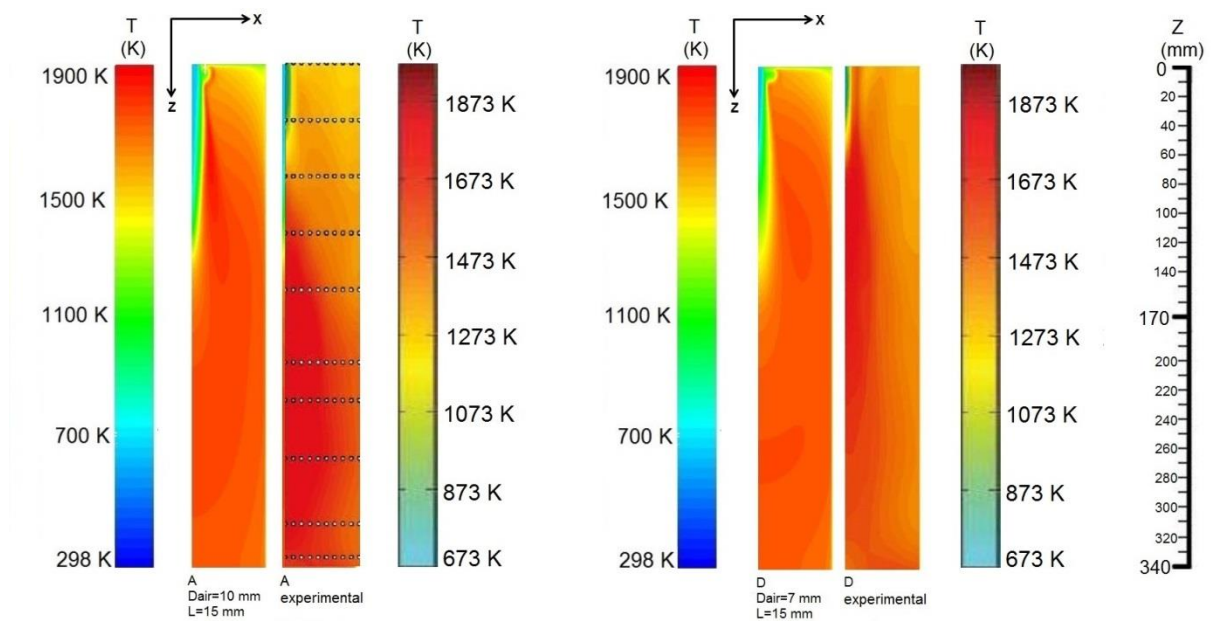 T
(K)
1900 K
1500 K
1100 K
700 K
298 K
x
z
A
Dair=10 mm
L=15 mm
A
experimental
T
(K)
1873 K
1673 K
1473 K
1273 K
1073 K
873 K
673 K
T
(K)
1900 K
1500 K
1100 K
700 K
298 K
x
z
D
Dair=7 mm
L=15 mm
D
experimental
T
(K)
1873 K
1673 K
1473 K
1273 K
1073 K
873 K
673 K
Z
(mm)
0
20
40
60
80
100
120
140
170
200
220
240
260
280
300
340